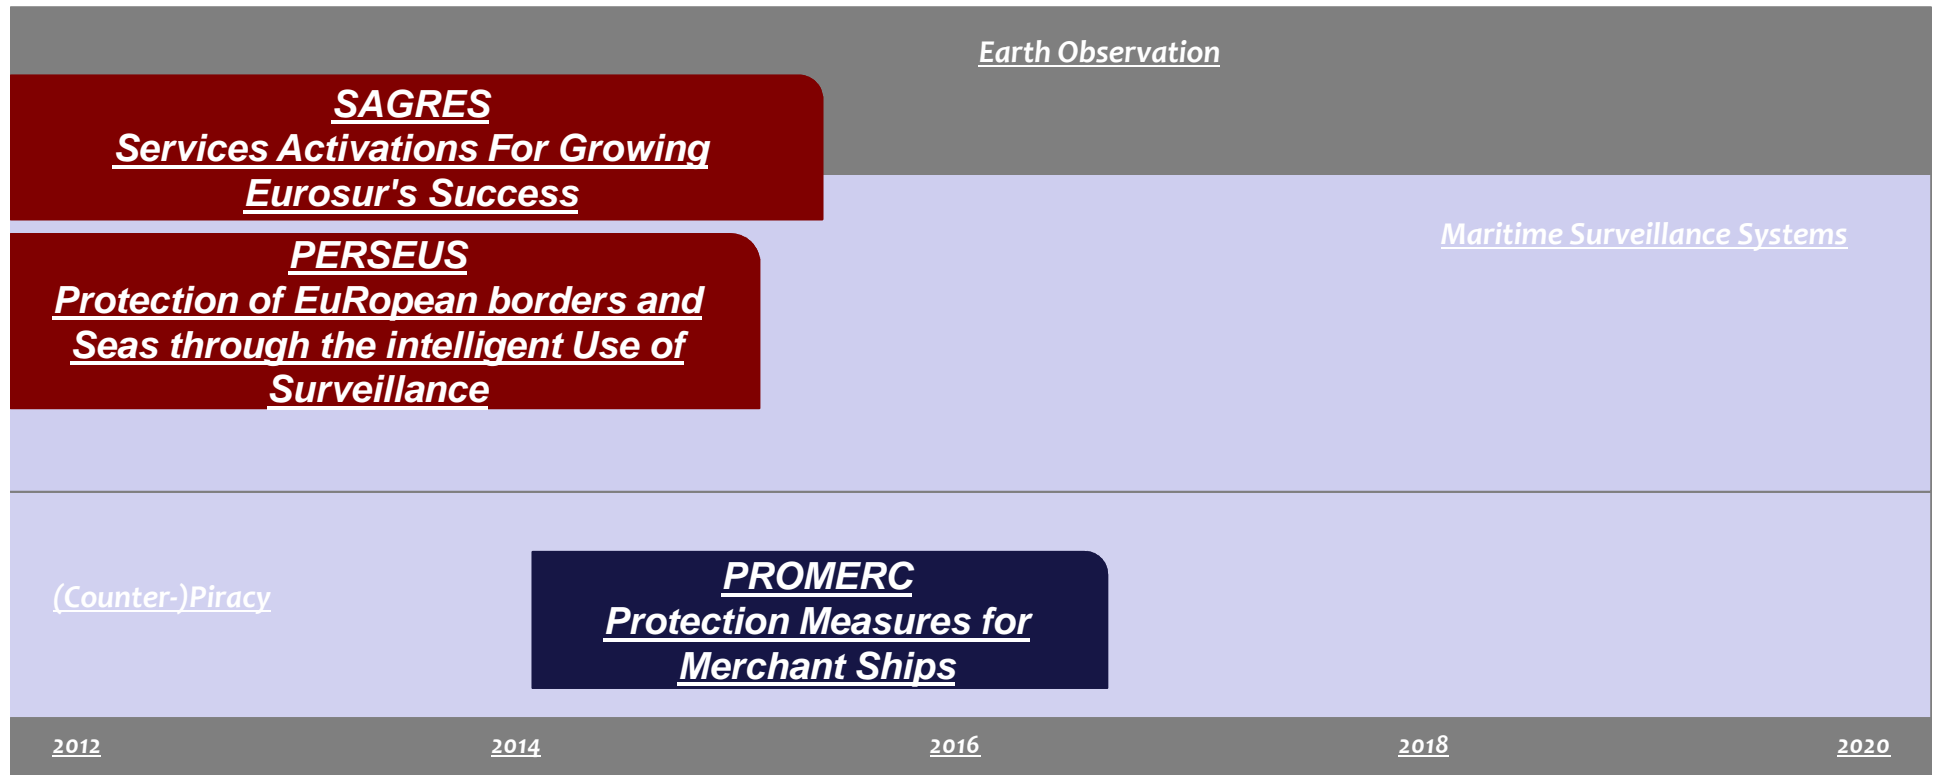 Earth Observation
SAGRES
Services Activations For Growing
Eurosur's Success
Maritime Surveillance Systems
PERSEUS
Protection of EuRopean borders and
Seas through the intelligent Use of
Surveillance
(Counter-)Piracy
PROMERC
Protection Measures for
Merchant Ships
2012 2014 2016 2018 2020